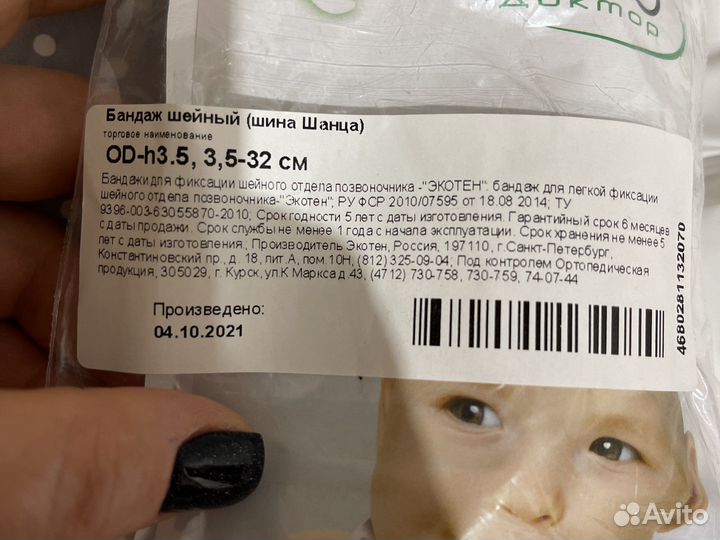 Доктор
Бандаж шейный (шина Шанца)
торговое наименование
OD-h3.5, 3,5-32 см
Бандажи для фиксации шейного отдела позвоночника -"ЭКОТЕН": бандаж для легкой фиксации
шейного отдела позвоночника-"Экотен"; РУ ФСР 2010/07595 от 18.08 2014; ТУ
9396-003-63055870-2010, Срок годности 5 лет с даты изготовления. Гарантийный срок 6 месяцев
с даты продажи. Срок службы не менее 1 года с начала эксплуатации. Срок хранения не менее 5
лет с даты изготовления.; Производитель Экотен, Россия, 197110, г.Санкт-Петербург,
Константиновский пр., д. 18, лит.А, пом.10Н, (812) 325-09-04; Под контролем Ортопедическая
продукция, 305029, г. Курск, ул.К Маркса д 43, (4712) 730-758, 730-759, 74-07-44
Произведено:
04.10.2021
4680281132070
Avito